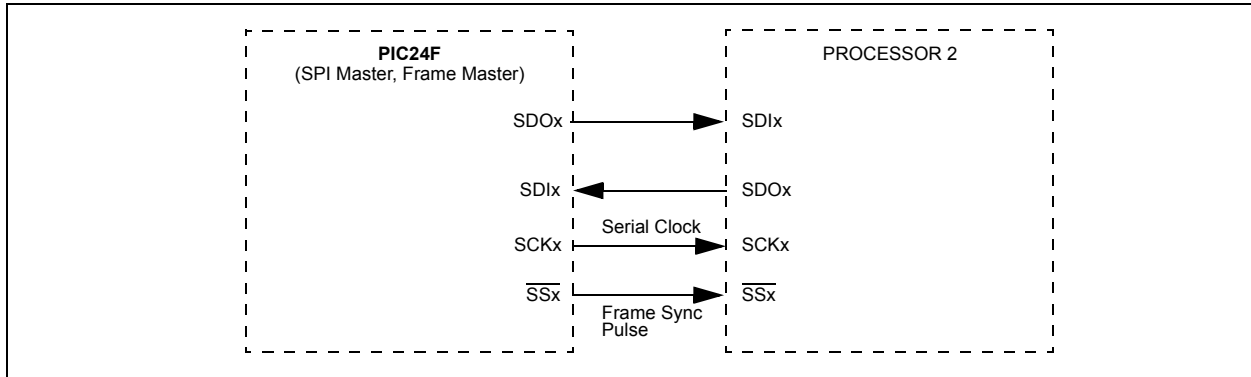 PIC24F
(SPI Master, Frame Master)
PROCESSOR 2
SDOx
SDIx
SDIx
SDOx
Serial Clock
SCKx
SCKx
SSx
SSx
Frame Sync
Pulse